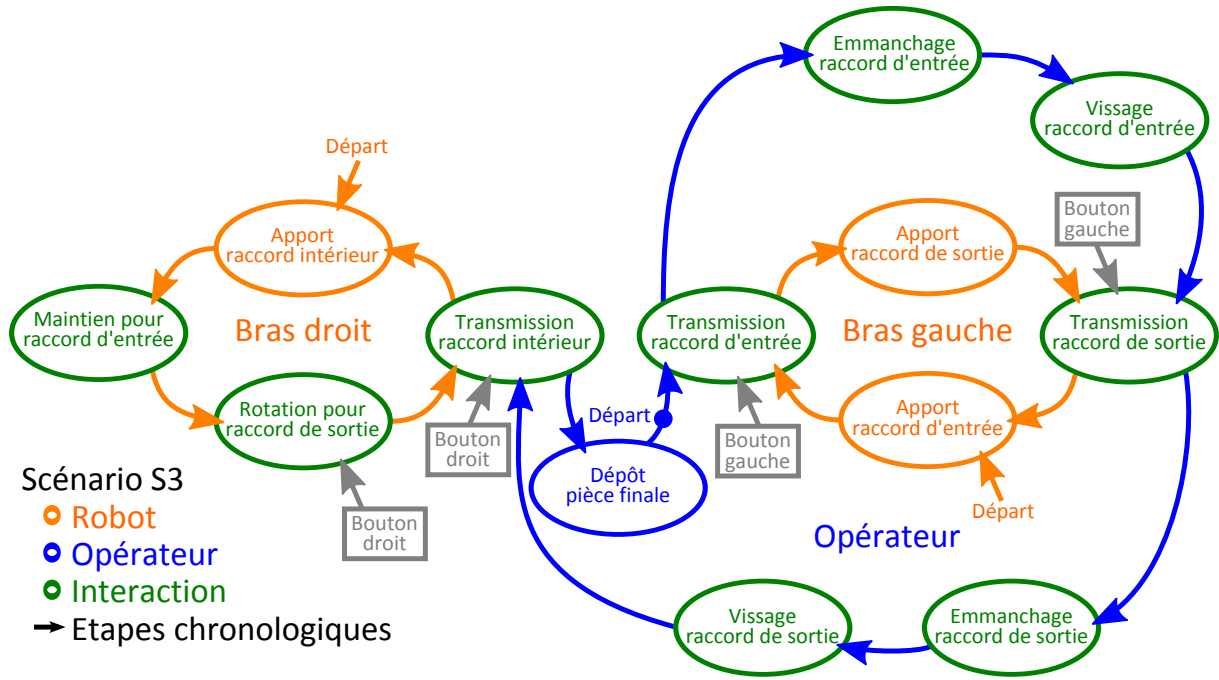 Emmanchage
raccord d'entrée
Vissage
raccord d'entrée
Départ
Bouton
gauche
Apport
raccord intérieur
Apport
raccord de sortie
Maintien pour
raccord d'entrée
Bras droit
Transmission
raccord intérieur
Transmission
raccord d'entrée
Bras gauche
Transmission
raccord de sortie
Rotation pour
raccord de sortie
Bouton
droit
Départ
Bouton
gauche
Apport
raccord d'entrée
Dépôt
pièce finale
Départ
Bouton
droit
Opérateur
Scénario S3
Robot
Opérateur
Interaction
Etapes chronologiques
Vissage
raccord de sortie
Emmanchage
raccord de sortie